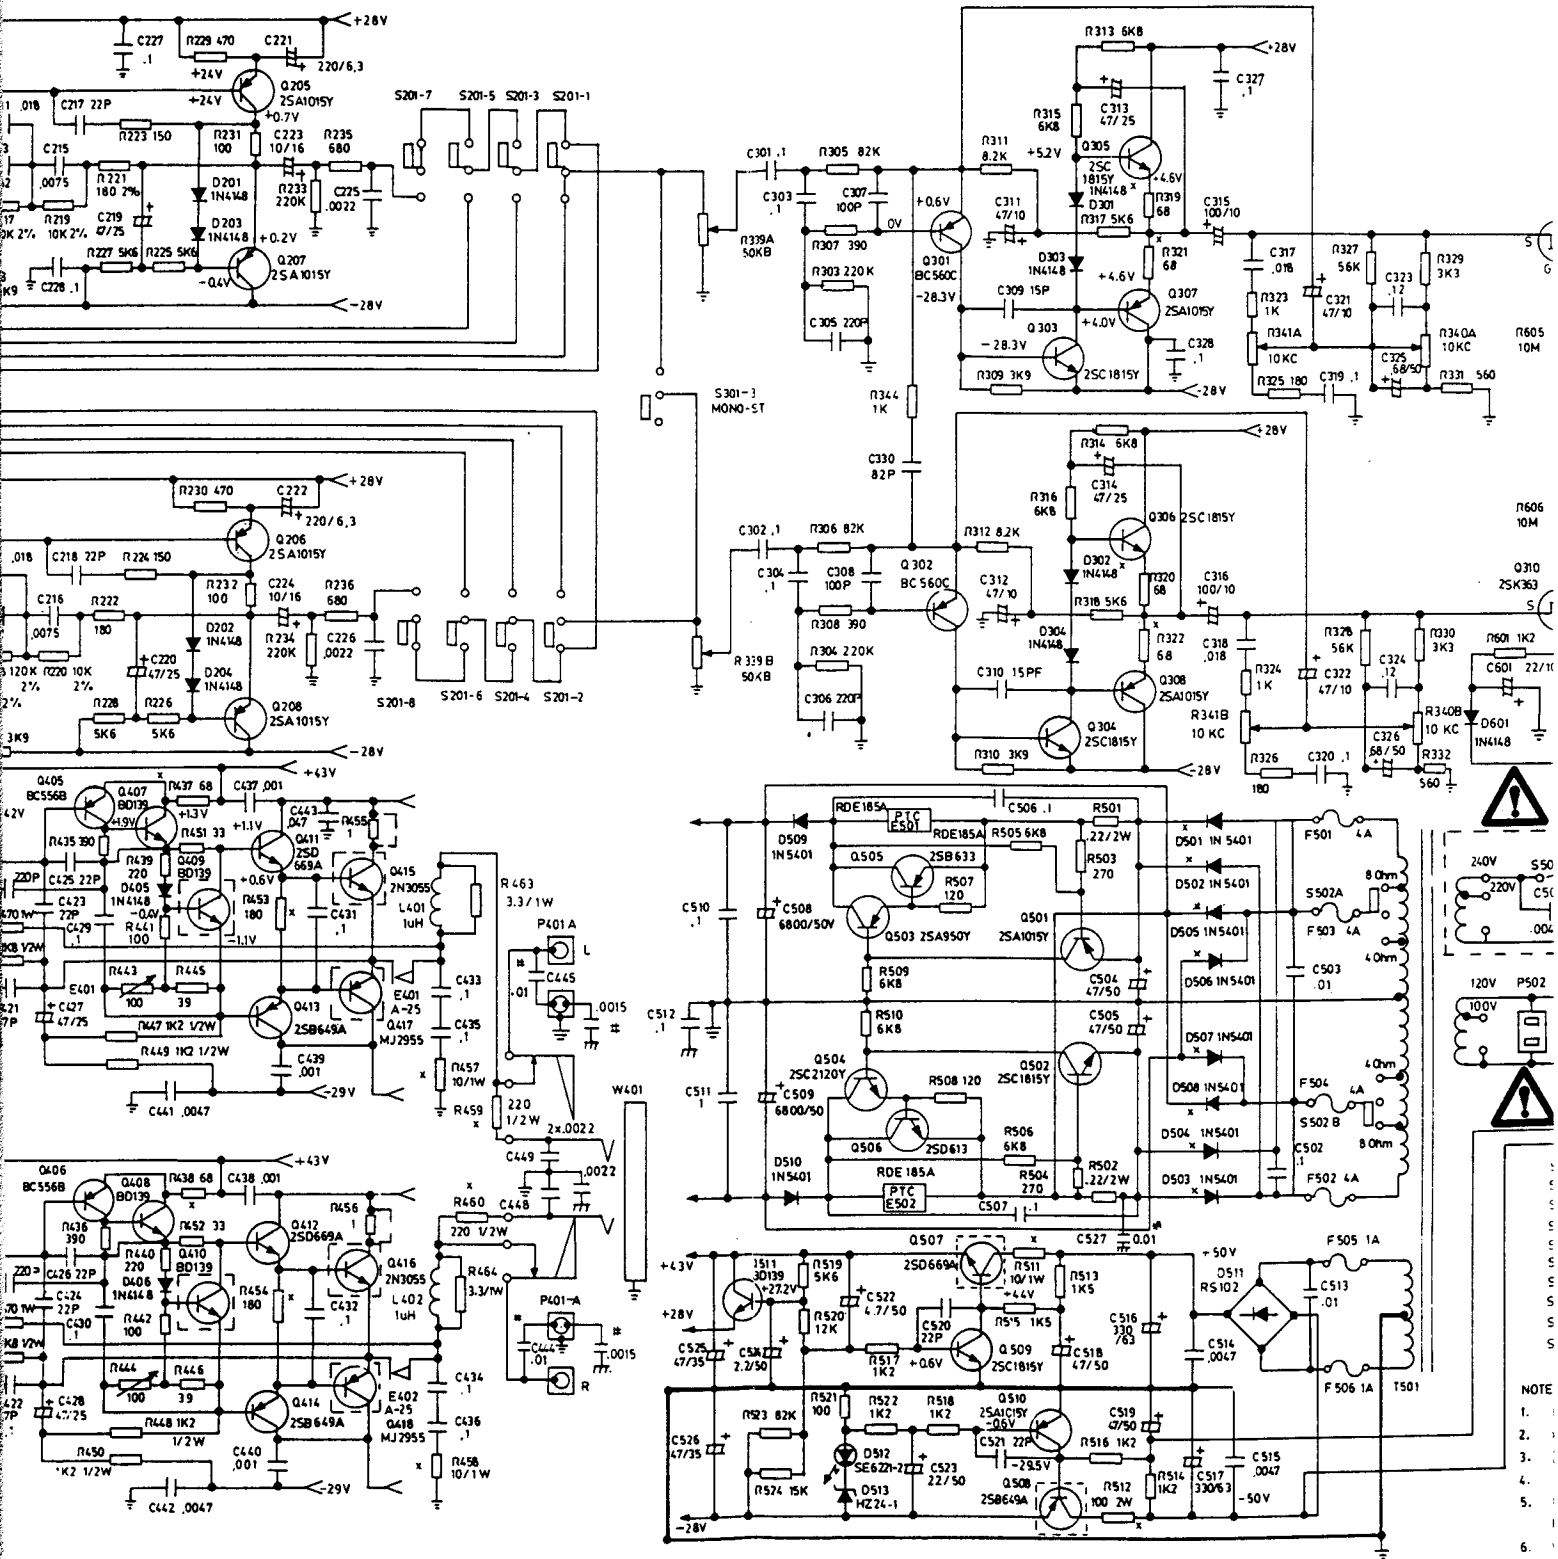 +28V
C227 .1
R229 470
C221 220/6,3
+24V
+24V
Q205 2SA1015Y
+0.7V
.018
C217 22P
R223 150
R231 100
C223 10/16
R235 680
C215 .0075
R221 180 2%
D201 1N4148
R233 220K
C225 .0022
R219 10K 2%
C219 47/25
D203 1N4148
+0.2V
R227 5K6
R225 5K6
Q207 2SA1015Y
-0.4V
C228 .1
-28V
S201-7
S201-5
S201-3
S201-1
C301 .1
R305 82K
C303 .1
C307 100P
R307 390
R303 220K
C305 220P
R339A 50KB
+0.6V
0V
Q301 BC560C
-28.3V
R313 6K8
+28V
C327 .1
R315 6K8
C313 47/25
R311 8.2K
+5.2V
Q305 2SC 1815Y
+4.6V
1N4148 D301
R319 68
C311 47/10
R317 5K6
C315 100/10
D303 1N4148
R321 68
+4.6V
C309 15P
Q307 2SA1015Y
+4.0V
Q303
-28.3V
2SC1815Y
C328 .1
R309 3K9
-28V
C317 .018
R323 1K
R341A 10KC
R325 180
C319 .1
C321 47/10
R327 56K
C323 .12
R329 3K3
R340A 10KC
C325 .68/50
R331 560
S
G
R605 10M
S301-3 MONO-ST
R344 1K
C330 82P
+28V
R230 470
C222 220/6,3
Q206 2SA1015Y
.018
C218 22P
R224 150
R232 100
C224 10/16
R236 680
C216 .0075
R222 180
D202 1N4148
R234 220K
C226 .0022
120K 2%
R220 10K 2%
C220 47/25
D204 1N4148
R228 5K6
R226 5K6
Q208 2SA1015Y
3K9
-28V
S201-8
S201-6
S201-4
S201-2
C302 .1
R306 82K
C304 .1
C308 100P
R308 390
R304 220K
C306 220P
R339B 50KB
Q302 BC560C
R314 6K8
+28V
R316 6K8
C314 47/25
Q306 2SC1815Y
R312 8.2K
D302 1N4148
R320 68
C312 47/10
R318 5K6
C316 100/10
D304 1N4148
R322 68
C310 15PF
Q308 2SA1015Y
Q304 2SC1815Y
R310 3K9
-28V
C318 .018
R324 1K
R341B 10 KC
R326 180
C320 .1
C322 47/10
R328 56K
C324 .12
R330 3K3
R340B 10 KC
C326 .68/50
R332 560
R606 10M
Q310 2SK363
S
R601 1K2
C601
D601 1N4148
+43V
Q405 BC556B
Q407 BD139
R437 68
C437 .001
+1.9V
+1.3V
+1.1V
C443 .047
R455 1
R435 390
R451 33
Q411 2SD 669A
R439 220
Q409 BD139
220P
C425 22P
D405 1N4148
+0.6V
Q415 2N3055
C423 22P
-0.4V
R453 180
C431 .1
L401 1uH
R463 3.3/1W
C429 .1
R441 100
-1.1V
R443 100
R445 39
E401
C427 47/25
Q413 2SB649A
E401 A-25
Q417 MJ2955
C433 .1
C435 .1
R447 1K2 1/2W
R449 1K2 1/2W
C439 .001
R457 10/1W
R459 220 1/2W
C441 .0047
-29V
P401 A
L
#
C445 .01
.0015 #
W401
2x.0022
C449
.0022
C448
+43V
Q406 BC556B
Q408 BD139
R438 68
C438 .001
R436 390
R452 33
Q412 2SD669A
R456 1
R440 220
Q410 BD139
C426 22P
D406 1N4148
Q416 2N3055
C424 22P
R454 180
C432 .1
L402 1uH
R464 3.3/1W
R460 220 1/2W
C430 .1
R442 100
R444 100
R446 39
C428 47/25
Q414 2SB649A
E402 A-25
Q418 MJ2955
C434 .1
C436 .1
R448 1K2 1/2W
R450 1K2 1/2W
C440 .001
R458 10/1W
C442 .0047
-29V
P401-A
C444 .01
.0015 #
R
RDE185A
PTC E501
C506 .1
R501 .22/2W
D509 1N5401
RDE185A
R505 6K8
Q505
2SB633
R503 270
R507 120
C510 .1
C508 6800/50V
Q503 2SA950Y
Q501 2SA1015Y
R509 6K8
C504 47/50
C512 .1
R510 6K8
C505 47/50
Q504 2SC2120Y
R508 120
Q502 2SC1815Y
C511 .1
C509 6800/50
Q506
2SD613
R506 6K8
D510 1N5401
RDE185A
PTC E502
R504 270
R502 .22/2W
C507 .1
C527 0.01
D501 1N5401
D502 1N5401
D505 1N5401
D506 1N5401
D507 1N5401
D508 1N5401
D504 1N5401
D503 1N5401
C503 .01
C502 .1
F501 4A
8 Ohm
S502A
F503 4A
4 Ohm
4 Ohm
F504 4A
S502 B
8 Ohm
F502 4A
240V
220V
120V
100V
P502
+43V
Q507 2SD669A
R519 5K6
+27.2V
R511 10/1W
R513 1K5
+44V
R515 1K5
+28V
C522 4.7/50
R520 12K
C520 22P
C525 47/35
C524 2.2/50
R517 1K2
+0.6V
Q509 2SC1815Y
C518 47/50
C516 330/63
C514 .0047
+50V
D511 RS102
C513 .01
F505 1A
F506 1A
T501
R521 100
R522 1K2
R518 1K2
Q510
-0.6V
C526 47/35
R523 82K
R524 15K
D512
D513 HZ24-1
C523 22/50
C521 22P
-29.5V
Q508 2SB649A
R516 1K2
C519 47/50
R514 1K2
C517 330/63
C515 .0047
R512 100 2W
-50V
-28V
NOTE
1.
2.
3.
4.
5.
6.